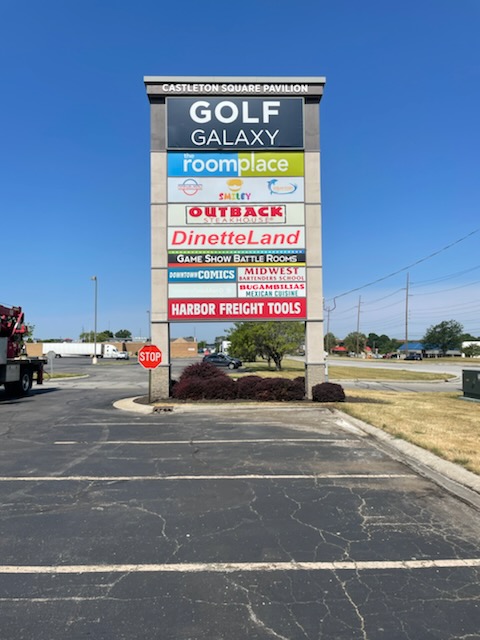 CASTLETON SQUARE PAVILION
GOLF
GALAXY
the
roomplace
SMILEY
OUTBACK
STEAKHOUSE
DinetteLand
GAME SHOW BATTLE ROOMS
DOWNTOWN COMICS
MIDWEST
BARTENDERS SCHOOL
BUGAMBILIAS
MEXICAN CUISINE
HARBOR FREIGHT TOOLS
STOP